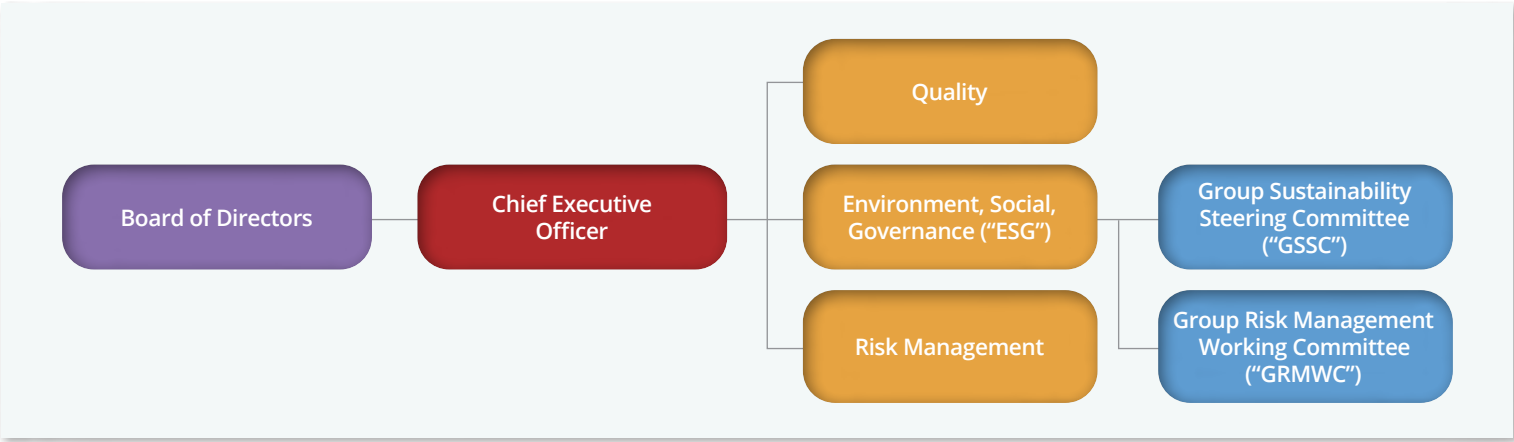 Board of Directors
Chief Executive
Officer
Quality
Environment, Social,
Governance (“ESG”)
Risk Management
Group Sustainability
Steering Committee
(“GSSC”)
Group Risk Management
Working Committee
(“GRMWC”)